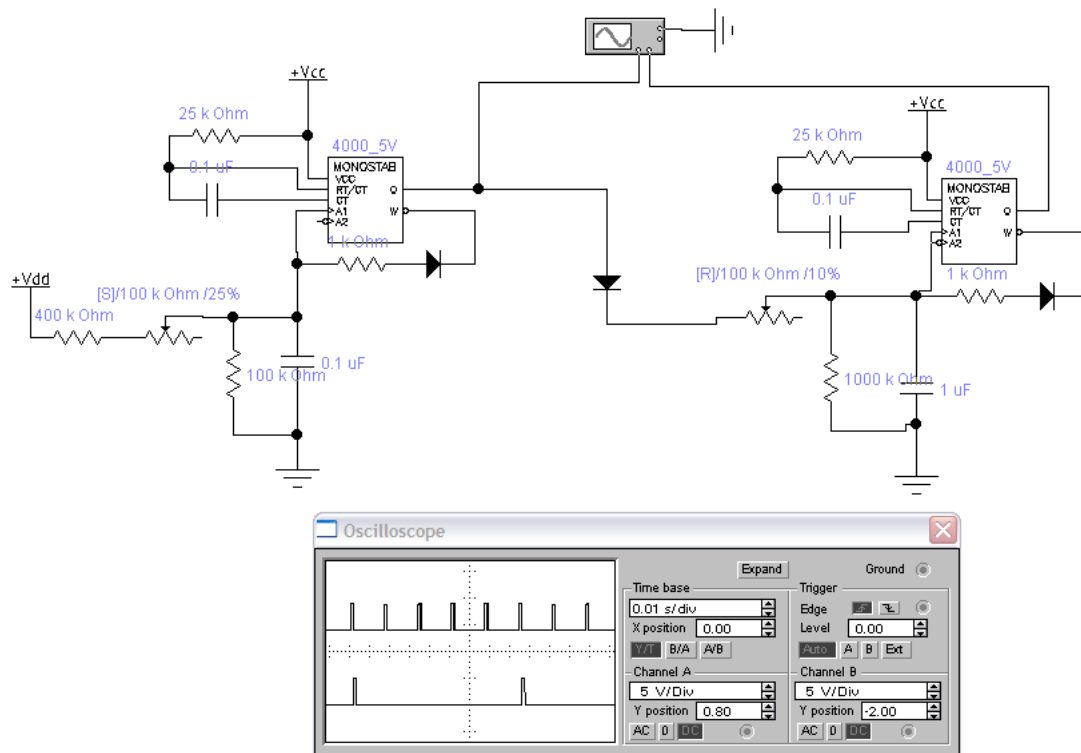 +Vcc
25 k Ohm
0.1 uF
4000_5V
MONOSTAB
VCC
RT/CT
CT
A1
A2
Q
W
1 k Ohm
+Vdd
[S]/100 k Ohm /25%
400 k Ohm
100 k Ohm
0.1 uF
+Vcc
25 k Ohm
0.1 uF
4000_5V
MONOSTAB
VCC
RT/CT
CT
A1
A2
Q
W
[R]/100 k Ohm /10%
1 k Ohm
1000 k Ohm
1 uF
Oscilloscope
Expand
Ground
Time base
0.01 s/div
X position 0.00
Y/T B/A A/B
Trigger
Edge
Level 0.00
Auto A B Ext
Channel A
5 V/Div
Y position 0.80
AC 0 DC
Channel B
5 V/Div
Y position -2.00
AC 0 DC